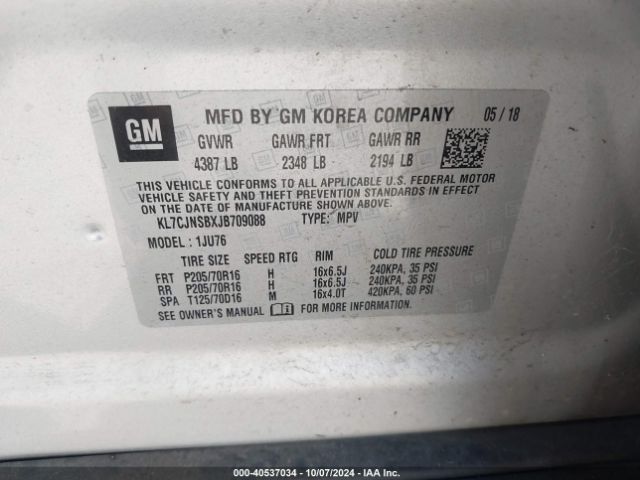 GM MFD BY GM KOREA COMPANY 05 / 18
GVWR GAWR FRT GAWR RR
4387 LB 2348 LB 2194 LB
THIS VEHICLE CONFORMS TO ALL APPLICABLE U.S. FEDERAL MOTOR
VEHICLE SAFETY AND THEFT PREVENTION STANDARDS IN EFFECT
ON THE DATE OF MANUFACTURE SHOWN ABOVE.
KL7CJNSBXJB709088 TYPE: MPV
MODEL : 1JU76
TIRE SIZE SPEED RTG RIM COLD TIRE PRESSURE
FRT P205/70R16 H 16x6.5J 240KPA, 35 PSI
RR P205/70R16 H 16x6.5J 240KPA, 35 PSI
SPA T125/70D16 M 16x4.0T 420KPA, 60 PSI
SEE OWNER'S MANUAL FOR MORE INFORMATION.
000-40537034 | 10/07/2024 | IAA Inc.